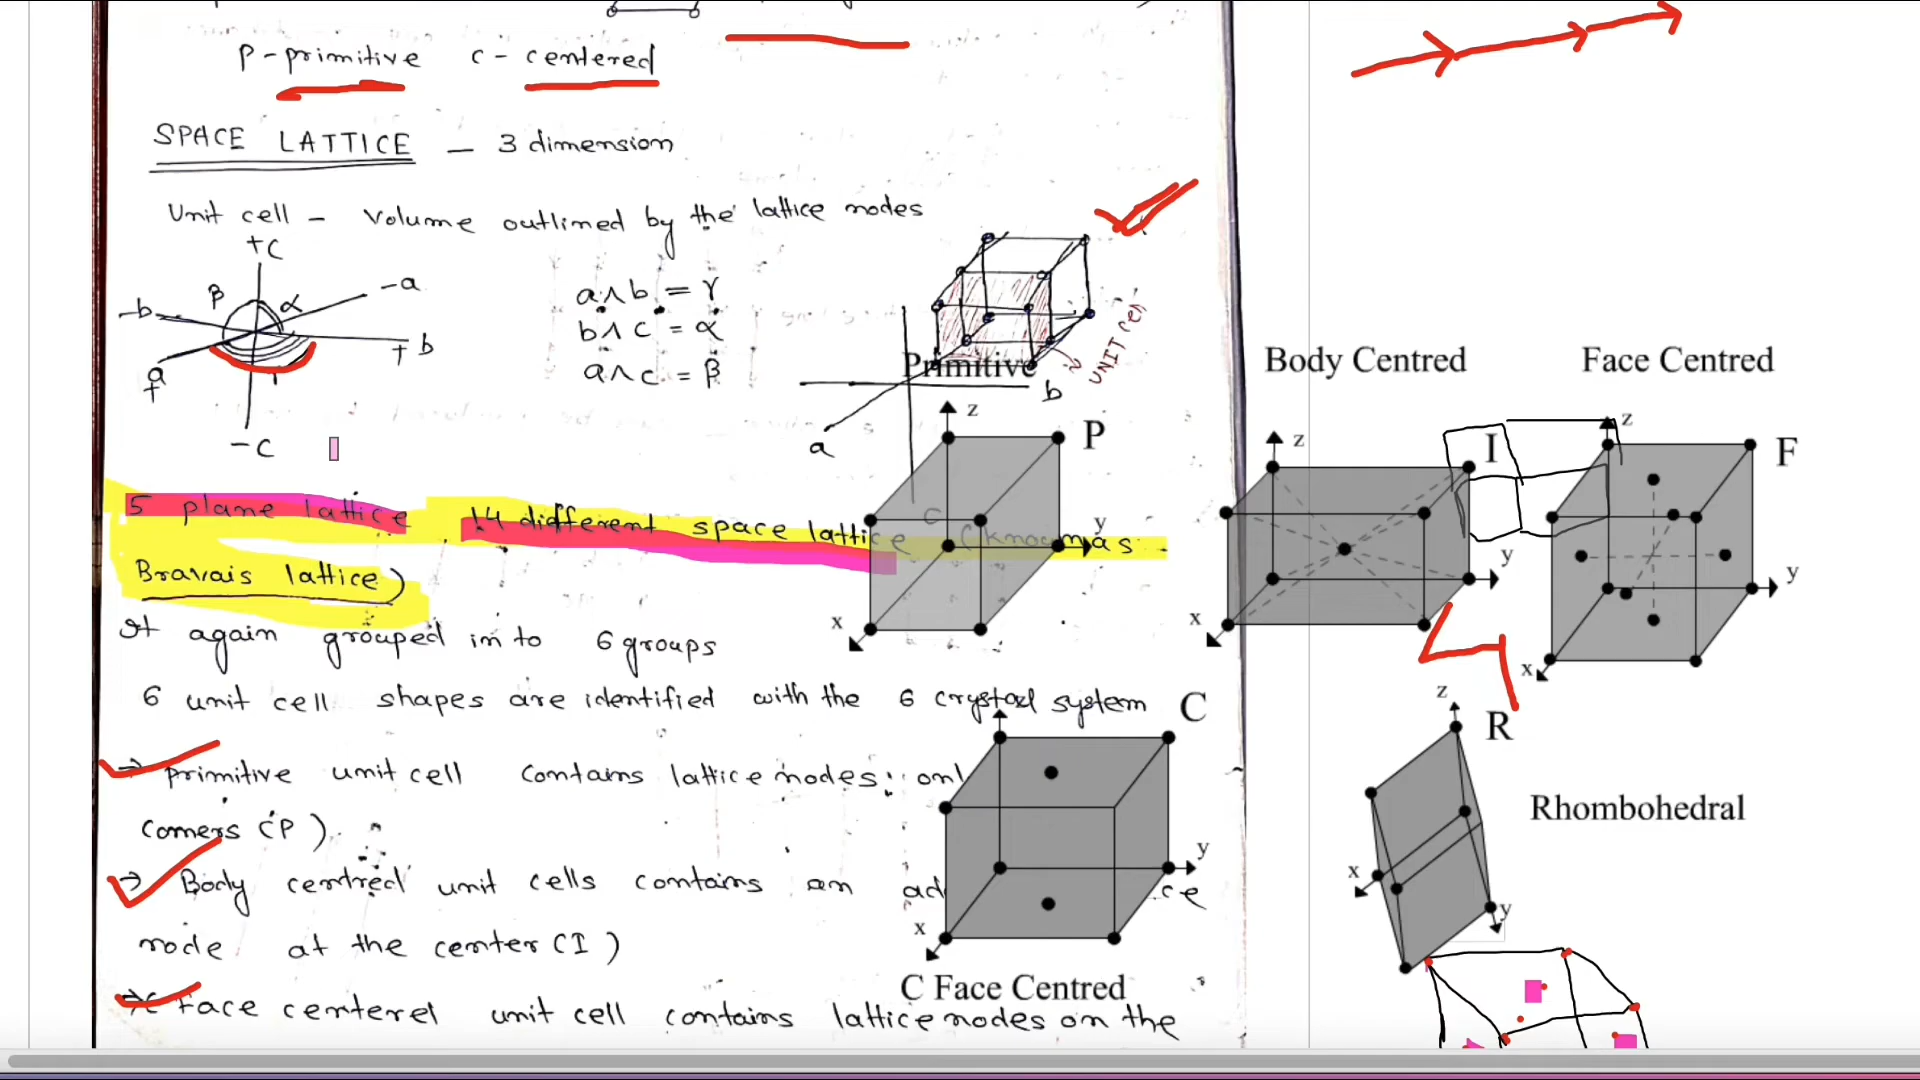 P - primitive   C - centered
SPACE LATTICE - 3 dimension
Unit cell - Volume outlined by the lattice nodes
+C
-a
β
α
-b
+ b
a
+
-C
a∧b = γ
b∧c = α
a∧c = β
UNIT Cell
b
a
C
Primitive
z
P
y
x
Body Centred
z
I
y
x
Face Centred
z
F
y
x
5 plane lattice   14 different space lattice (known as
Bravais lattice)
It again grouped in to 6 groups
6 unit cell shapes are identified with the 6 crystal system
→ primitive unit cell contains lattice nodes
corners (P).
→ Body centred unit cells contains an
node at the center (I)
→ C face centered unit cell contains lattice nodes on the
C
y
x
C Face Centred
z
R
Rhombohedral
x
y